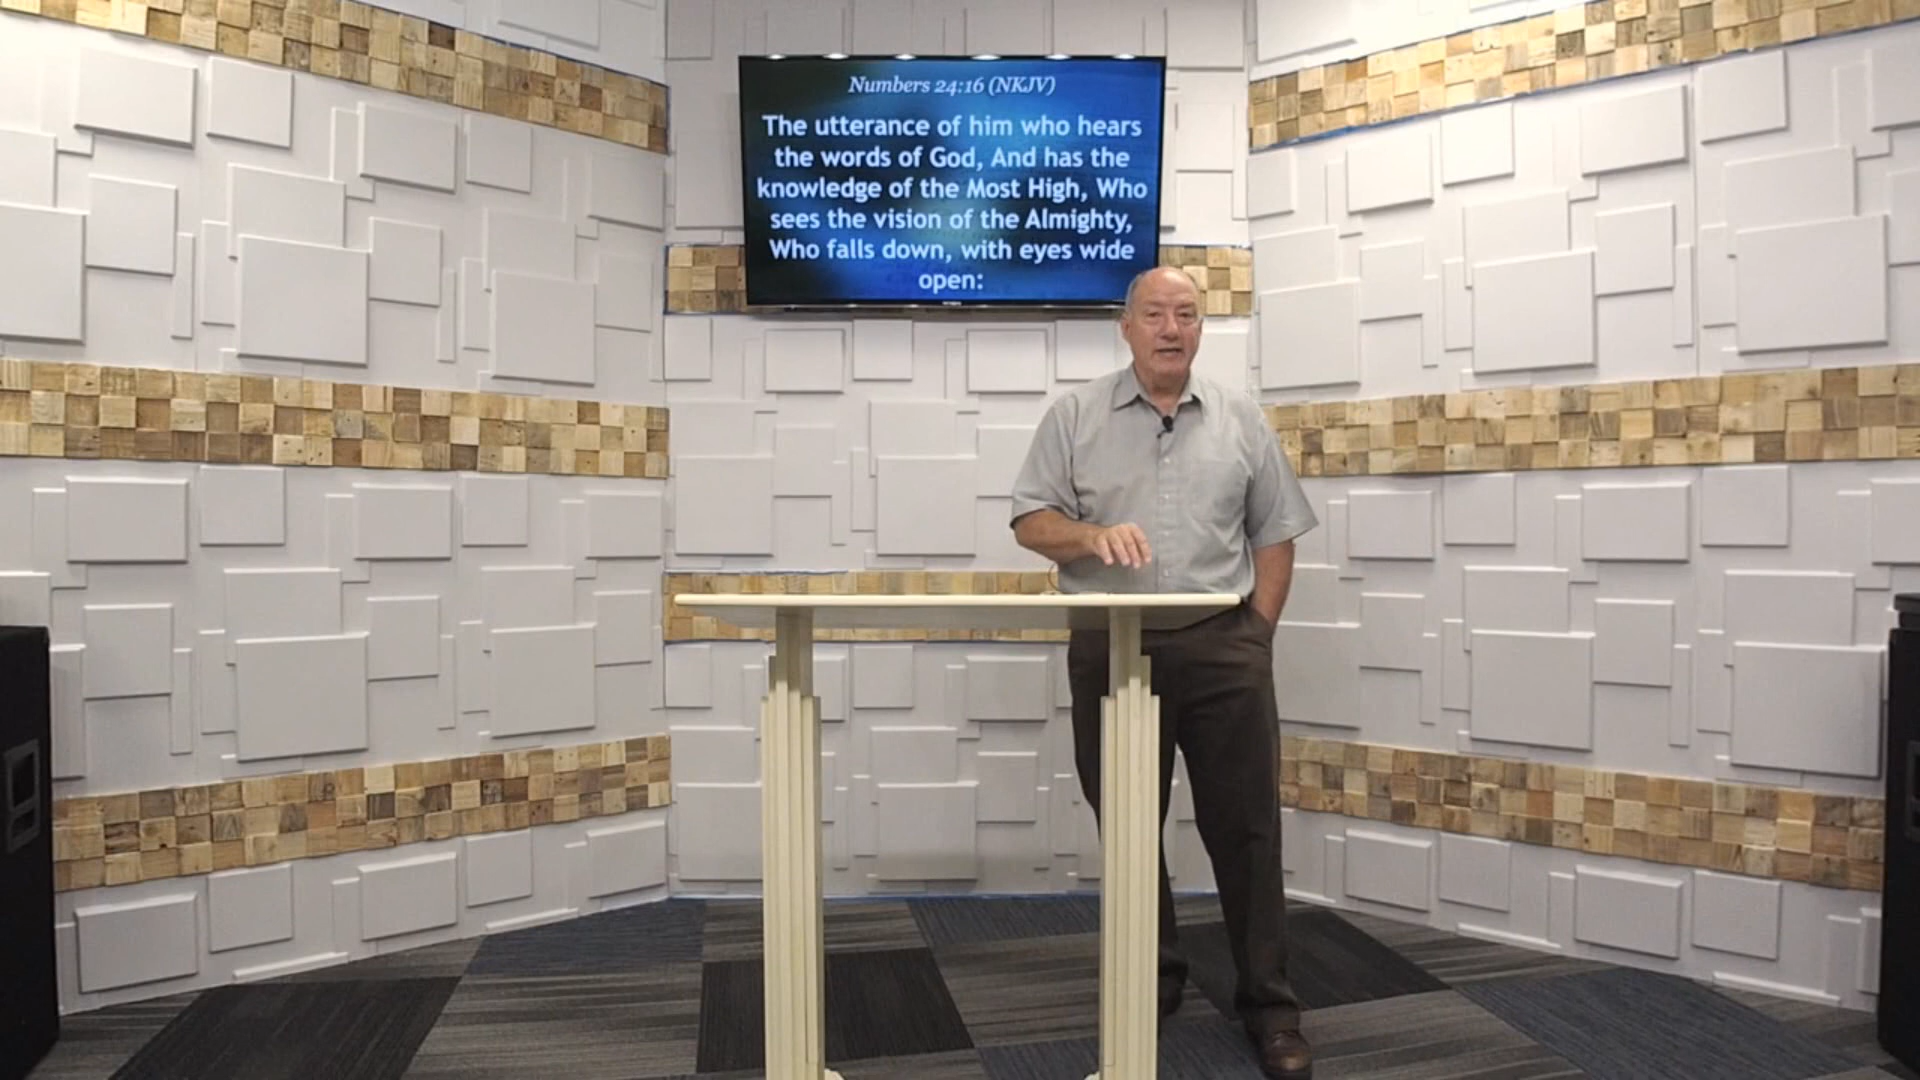 Numbers 24:16 (NKJV)
The utterance of him who hears
the words of God, And has the
knowledge of the Most High, Who
sees the vision of the Almighty,
Who falls down, with eyes wide
open: